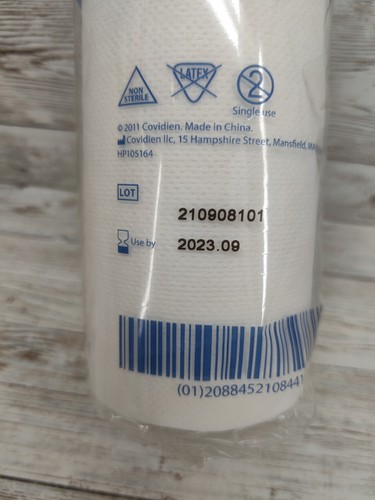 NON
STERILE
LATEX
2
Single use
© 2011 Covidien. Made in China.
Covidien llc, 15 Hampshire Street, Mansfield,
HP105164
LOT
210908101
Use by
2023.09
(01)2088452108441